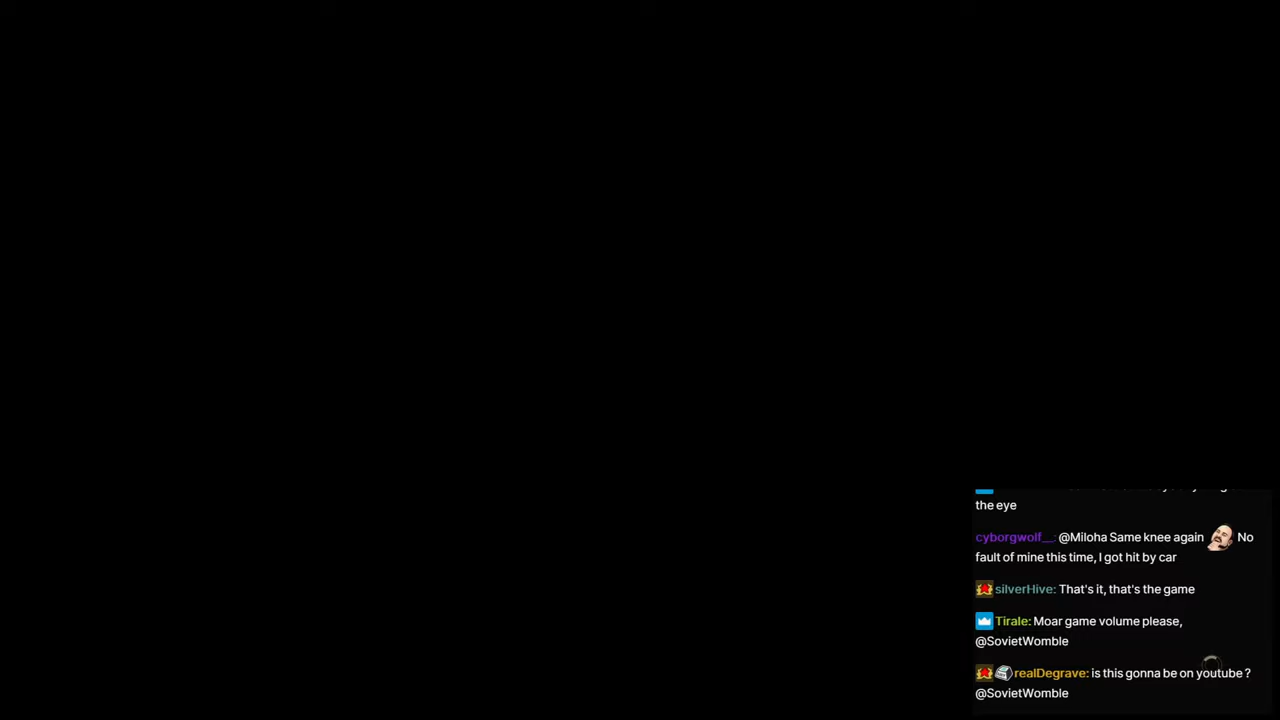 the eye
cyborgwolf__: @Miloha Same knee again No
fault of mine this time, I got hit by car
silverHive: That's it, that's the game
Tirale: Moar game volume please,
@SovietWomble
realDegrave: is this gonna be on youtube?
@SovietWomble